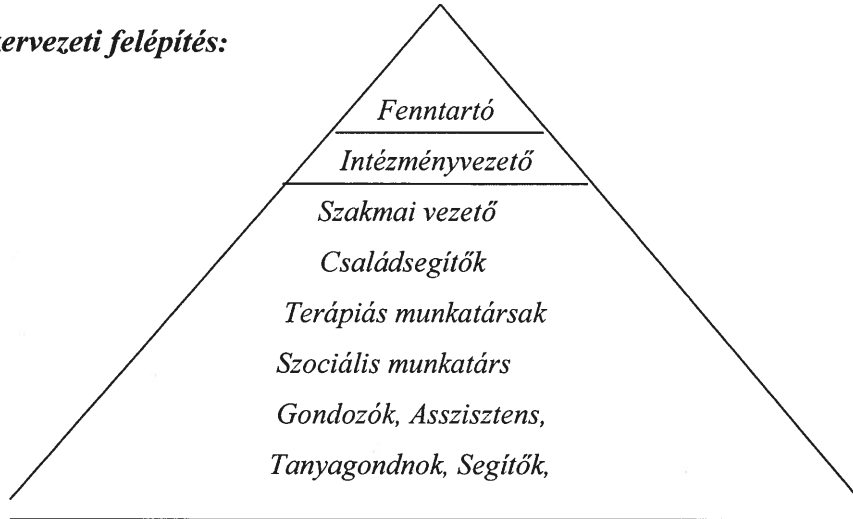 ervezeti felépítés:
Fenntartó
Intézményvezető
Szakmai vezető
Családsegítők
Terápiás munkatársak
Szociális munkatárs
Gondozók, Asszisztens,
Tanyagondnok, Segítők,